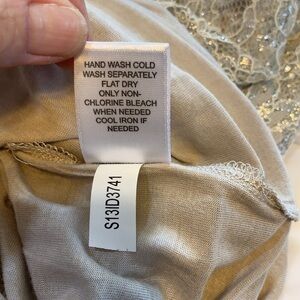 HAND WASH COLD
WASH SEPARATELY
FLAT DRY
ONLY NON-
CHLORINE BLEACH
WHEN NEEDED
COOL IRON IF
NEEDED
S13ID3741